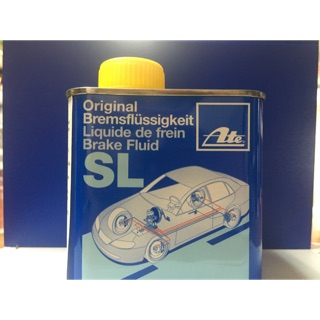 Original
Bremsflüssigkeit
Liquide de frein
Brake Fluid
SL
Ate